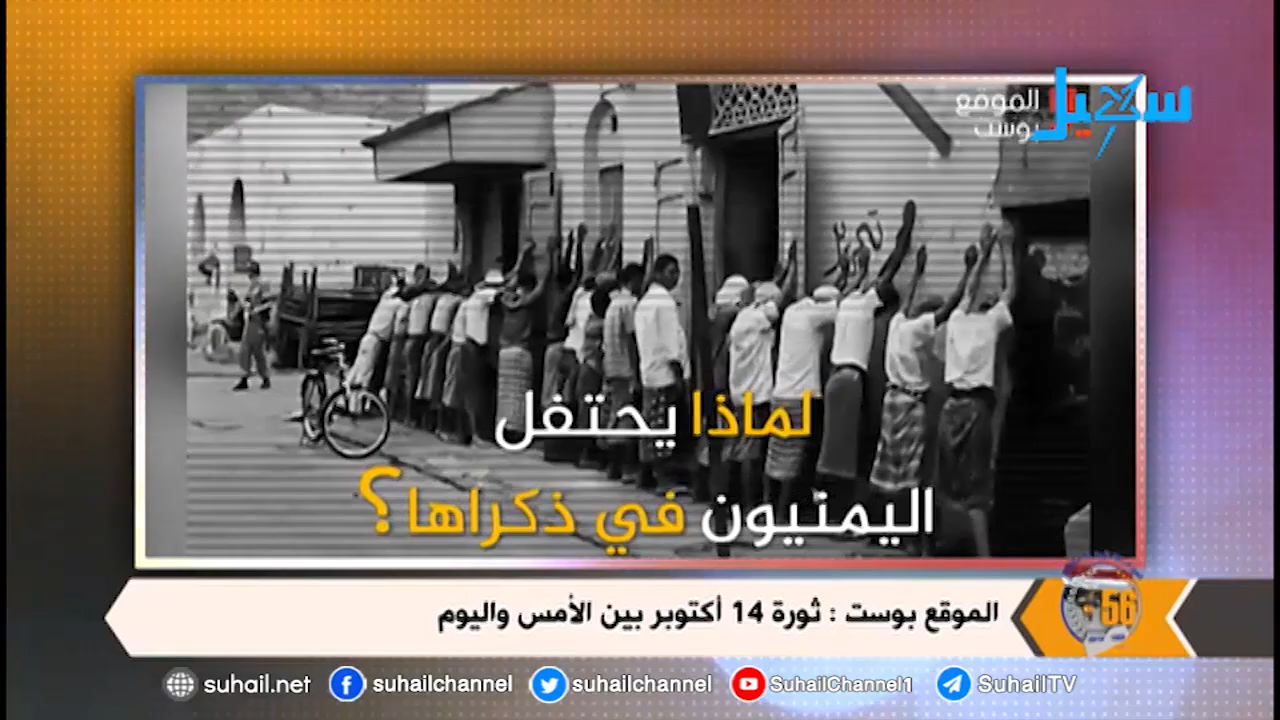 سهيل
الموقع
بوست
لماذا يحتفل
اليمنيون في ذكراها؟
56
الموقع بوست : ثورة 14 أكتوبر بين الأمس واليوم
suhail.net
suhailchannel
suhailchannel
SuhailChannel1
SuhailTV